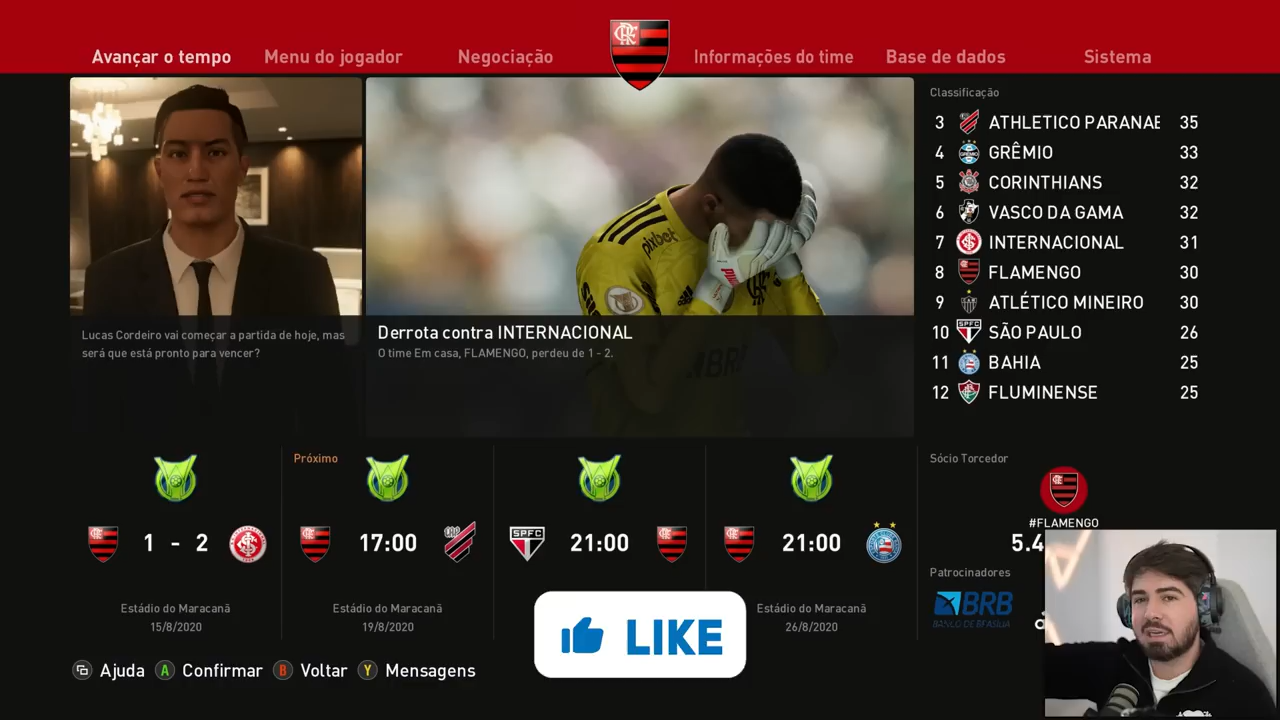 Avançar o tempo
Menu do jogador
Negociação
Informações do time
Base de dados
Sistema
Lucas Cordeiro vai começar a partida de hoje, mas
será que está pronto para vencer?
pixbet
Derrota contra INTERNACIONAL
O time Em casa, FLAMENGO, perdeu de 1 - 2.
Classificação
3 ATHLETICO PARANAE 35
4 GRÊMIO 33
5 CORINTHIANS 32
6 VASCO DA GAMA 32
7 INTERNACIONAL 31
8 FLAMENGO 30
9 ATLÉTICO MINEIRO 30
10 SÃO PAULO 26
11 BAHIA 25
12 FLUMINENSE 25
1 - 2
Estádio do Maracanã
15/8/2020
Próximo
17:00
Estádio do Maracanã
19/8/2020
SPFC
21:00
21:00
Estádio do Maracanã
26/8/2020
Sócio Torcedor
#FLAMENGO
5.4
Patrocinadores
BRB
LIKE
Ajuda
A Confirmar
B Voltar
Y Mensagens